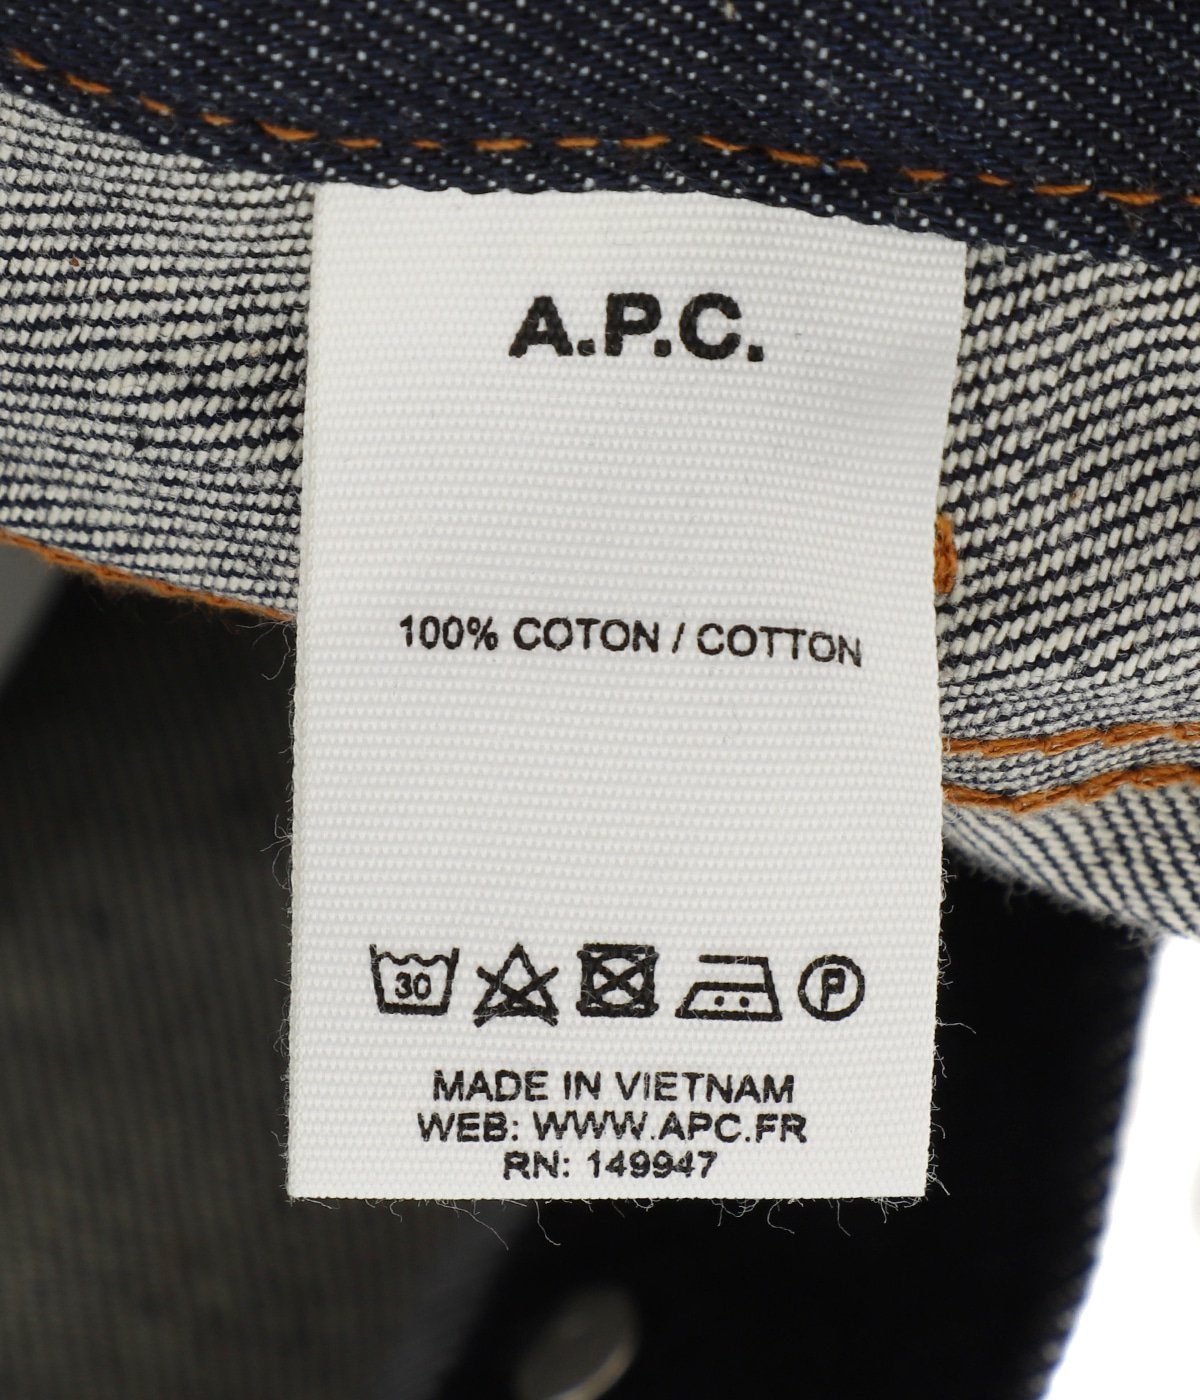 A.P.C.
100% COTON / COTTON
30
P
MADE IN VIETNAM
WEB: WWW.APC.FR
RN: 149947